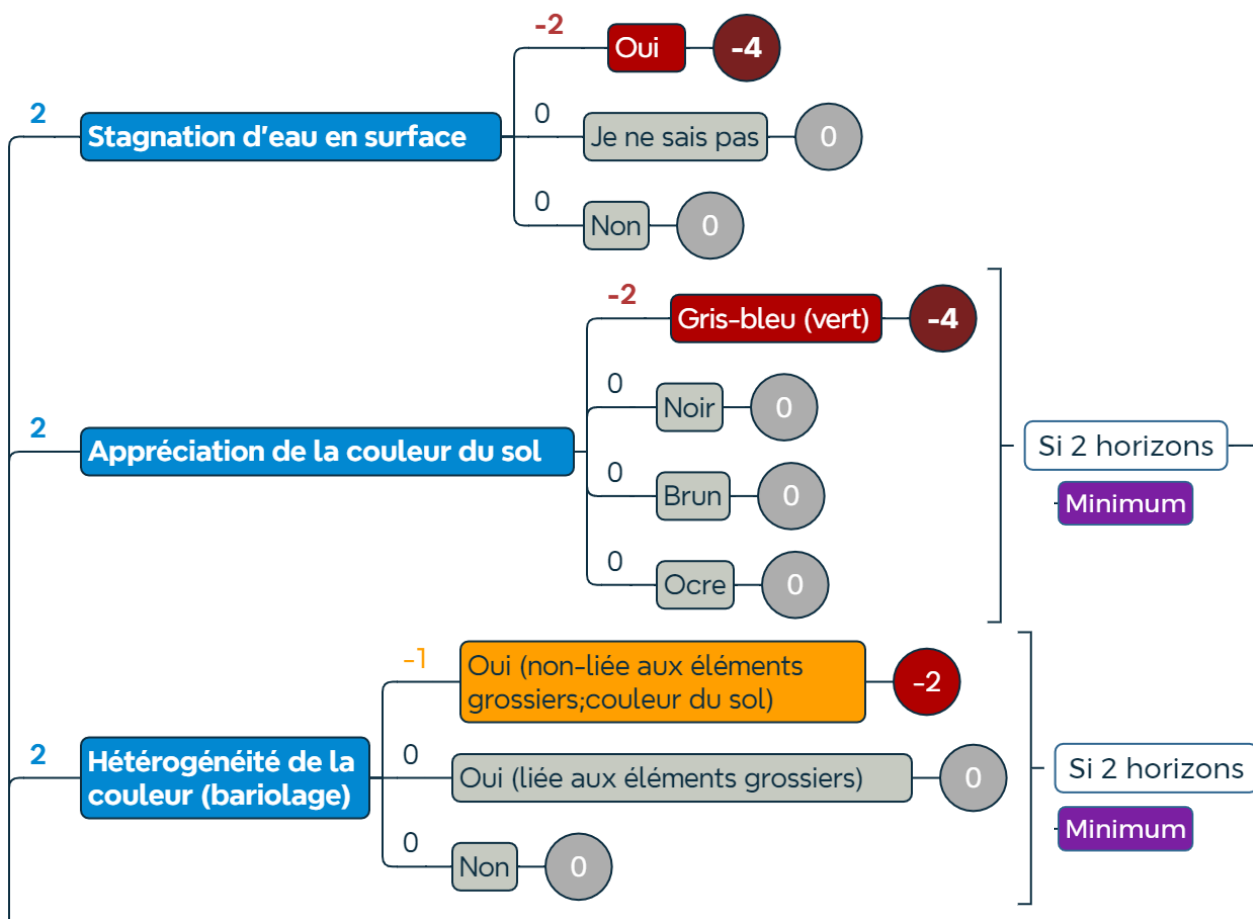 -2
Oui
-4
2
Stagnation d'eau en surface
0
Je ne sais pas
0
0
Non
0
-2
Gris-bleu (vert)
-4
0
Noir
0
2
Appréciation de la couleur du sol
Si 2 horizons
0
Brun
0
Minimum
0
Ocre
0
-1
Oui (non-liée aux éléments
grossiers;couleur du sol)
-2
2
Hétérogénéité de la
couleur (bariolage)
0
Oui (liée aux éléments grossiers)
0
Si 2 horizons
Minimum
0
Non
0